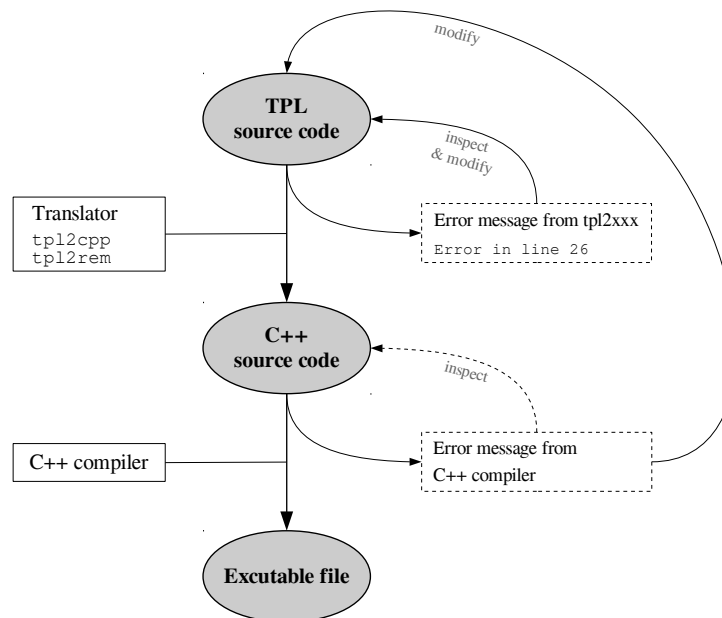 modify
TPL
source code
inspect
& modify
Translator
tpl2cpp
tpl2rem
Error message from tpl2xxx
Error in line 26
C++
source code
inspect
C++ compiler
Error message from
C++ compiler
Excutable file